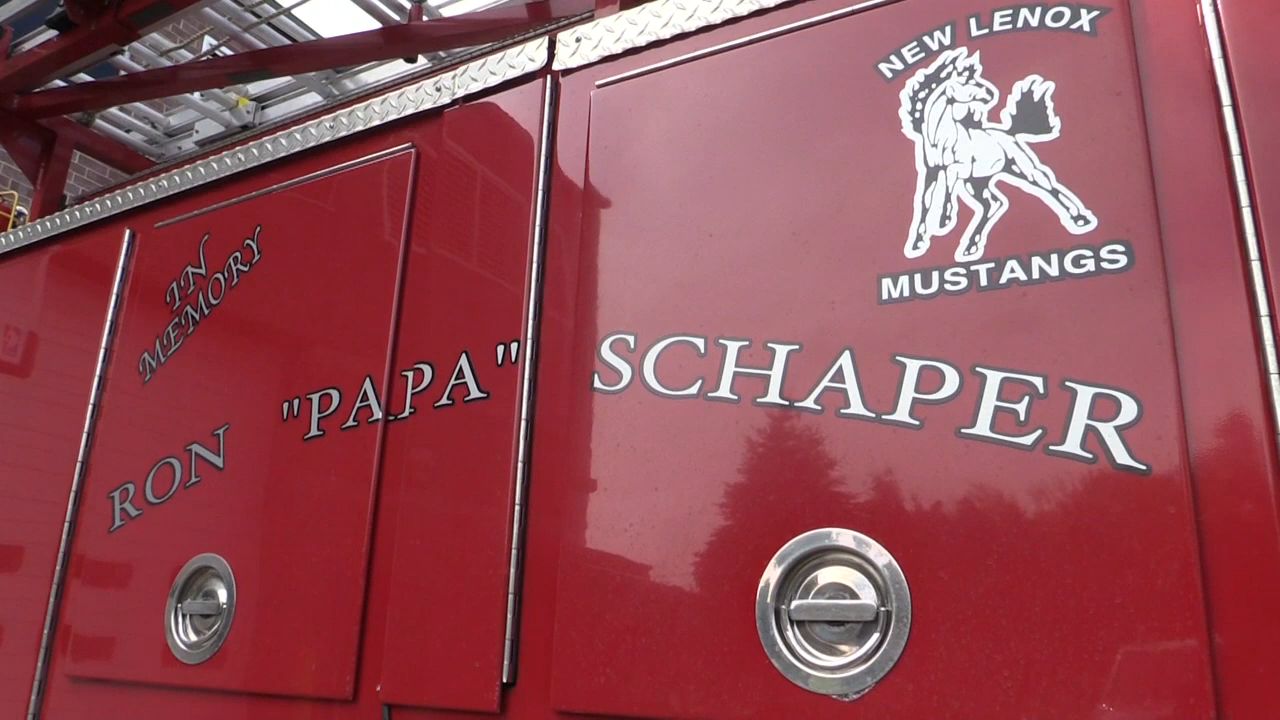 NEW LENOX
MUSTANGS
IN
MEMORY
RON "PAPA" SCHAPER